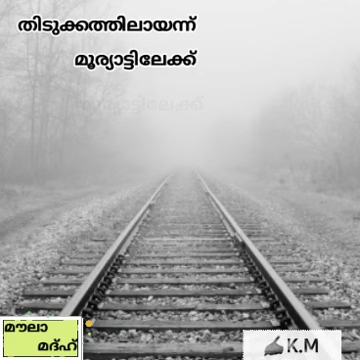 തിടുക്കത്തിലായന്ന്
മൂര്യാട്ടിലേക്ക്
മൂര്യാട്ടിലേക്ക്
മൗലാ
മദ്ഹ്
✍K.M